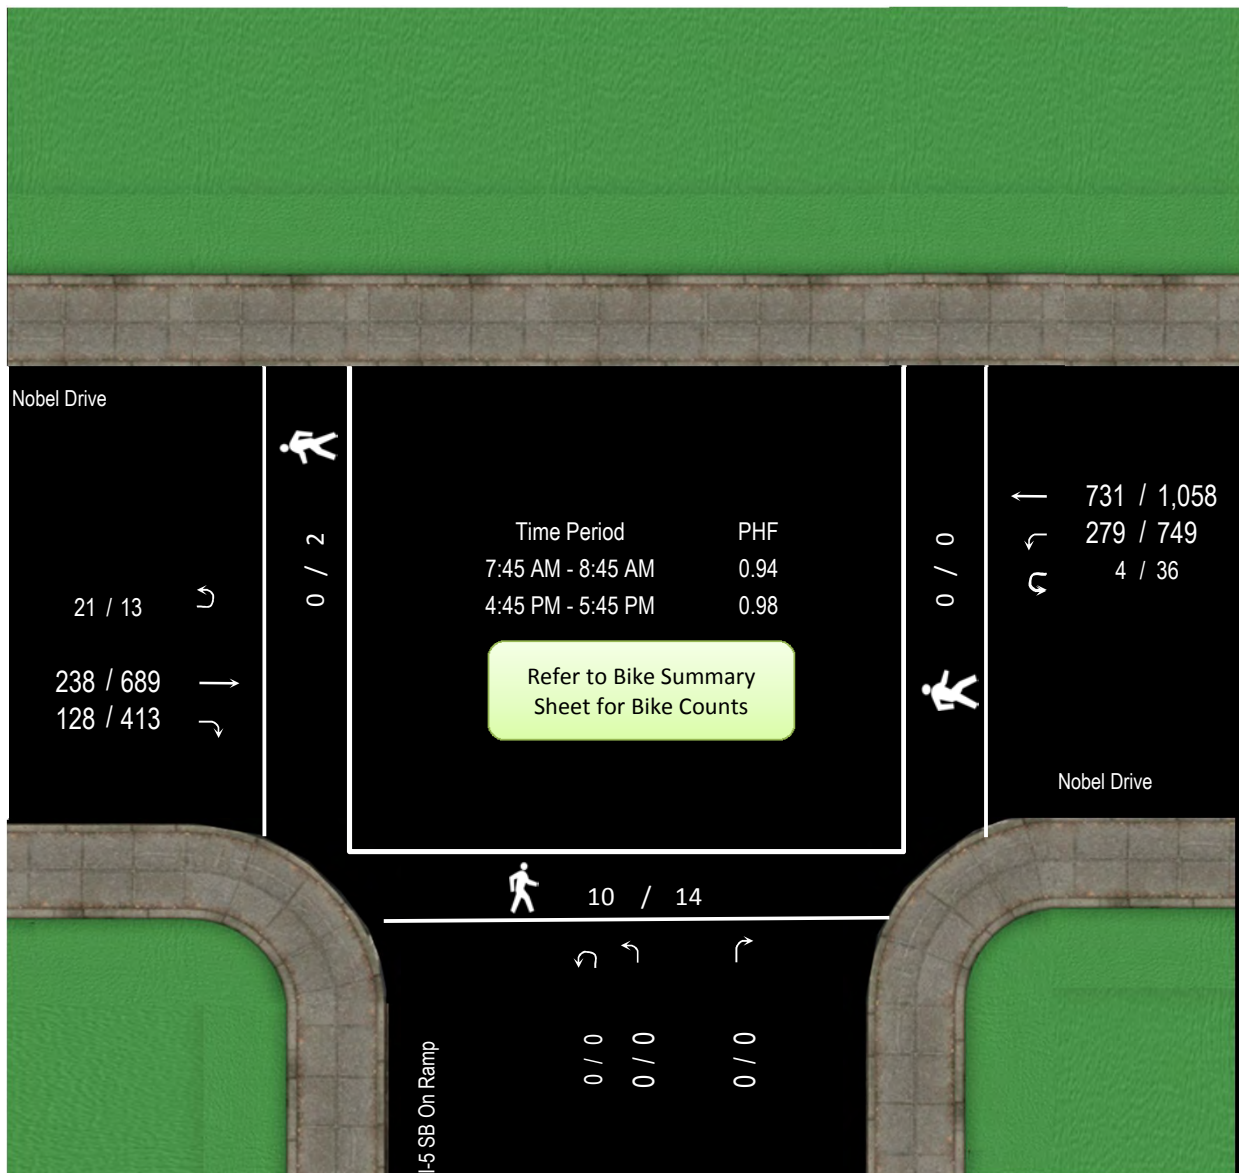 Nobel Drive
731 / 1,058
279 / 749
4 / 36
Time Period PHF
7:45 AM - 8:45 AM 0.94
4:45 PM - 5:45 PM 0.98
0 / 2
0 / 0
21 / 13
238 / 689
128 / 413
Refer to Bike Summary
Sheet for Bike Counts
Nobel Drive
10 / 14
0 / 0
0 / 0
0 / 0
I-5 SB On Ramp